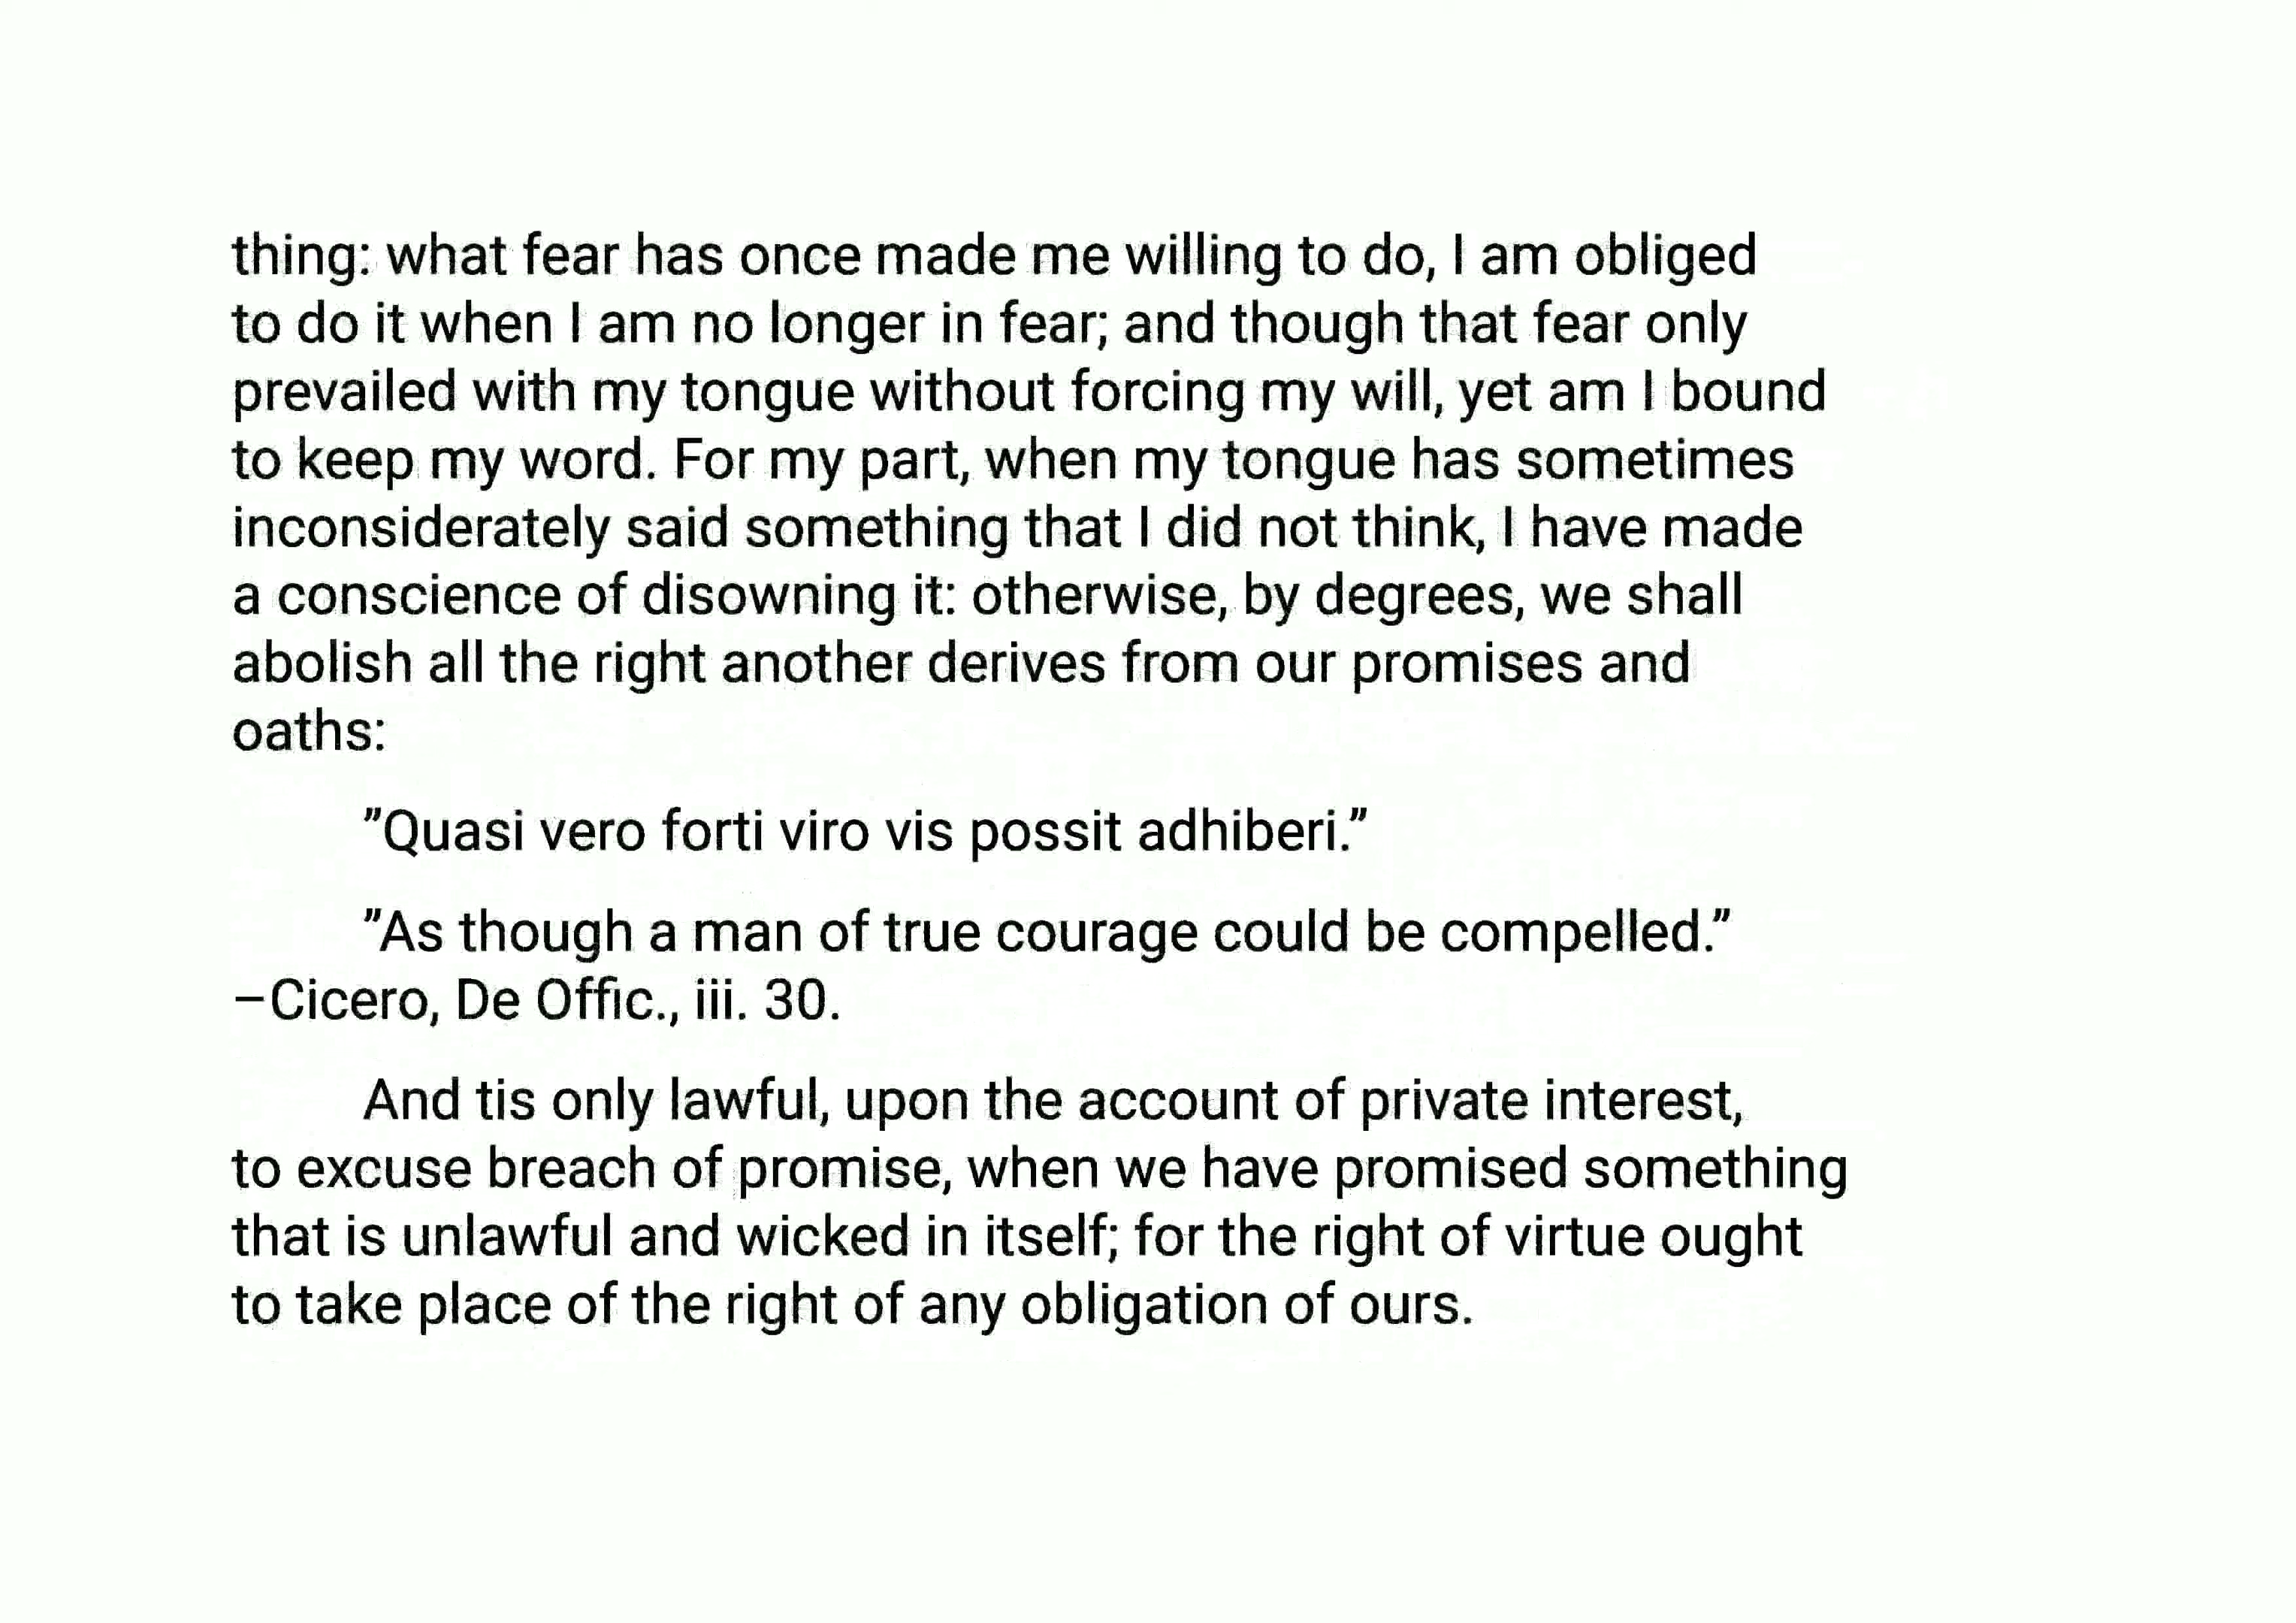 thing: what fear has once made me willing to do, I am obliged
to do it when I am no longer in fear; and though that fear only
prevailed with my tongue without forcing my will, yet am I bound
to keep my word. For my part, when my tongue has sometimes
inconsiderately said something that I did not think, I have made
a conscience of disowning it: otherwise, by degrees, we shall
abolish all the right another derives from our promises and
oaths:
”Quasi vero forti viro vis possit adhiberi.”
”As though a man of true courage could be compelled.”
–Cicero, De Offic., iii. 30.
And tis only lawful, upon the account of private interest,
to excuse breach of promise, when we have promised something
that is unlawful and wicked in itself; for the right of virtue ought
to take place of the right of any obligation of ours.